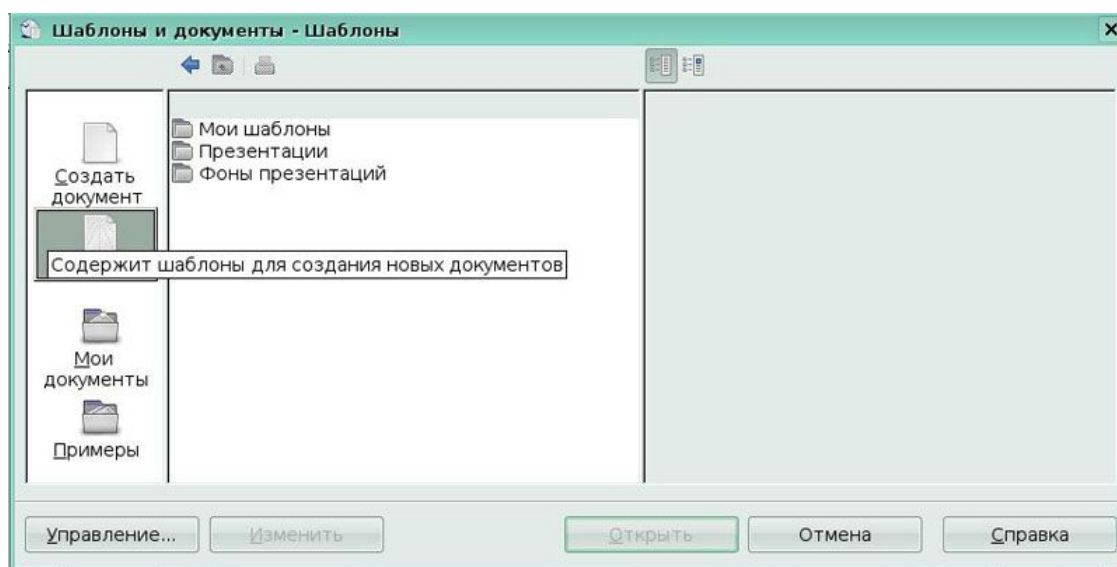 Шаблоны и документы - Шаблоны
Создать
документ
Содержит шаблоны для создания новых документов
Мои
документы
Примеры
Мои шаблоны
Презентации
Фоны презентаций
Управление...
Изменить
Открыть
Отмена
Справка